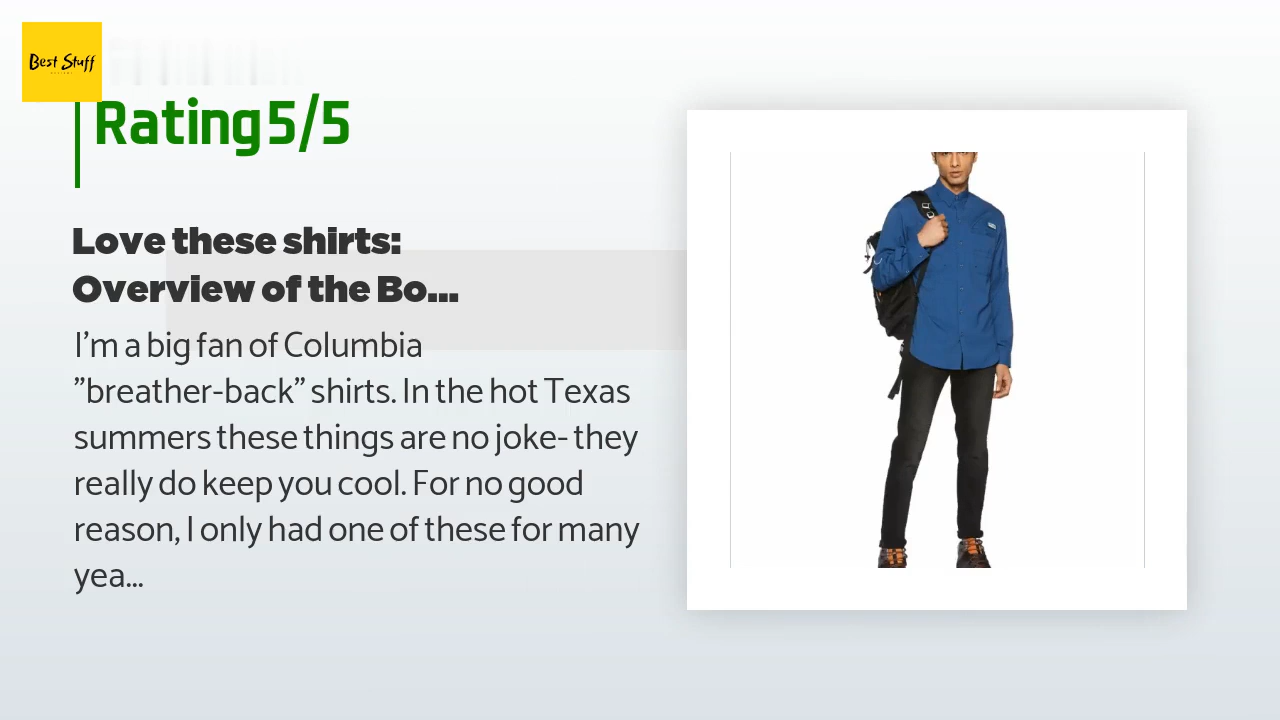 Best Stuff
Rating 5/5
Love these shirts:
Overview of the Bo...
I'm a big fan of Columbia
"breather-back" shirts. In the hot Texas
summers these things are no joke- they
really do keep you cool. For no good
reason, I only had one of these for many
yea...